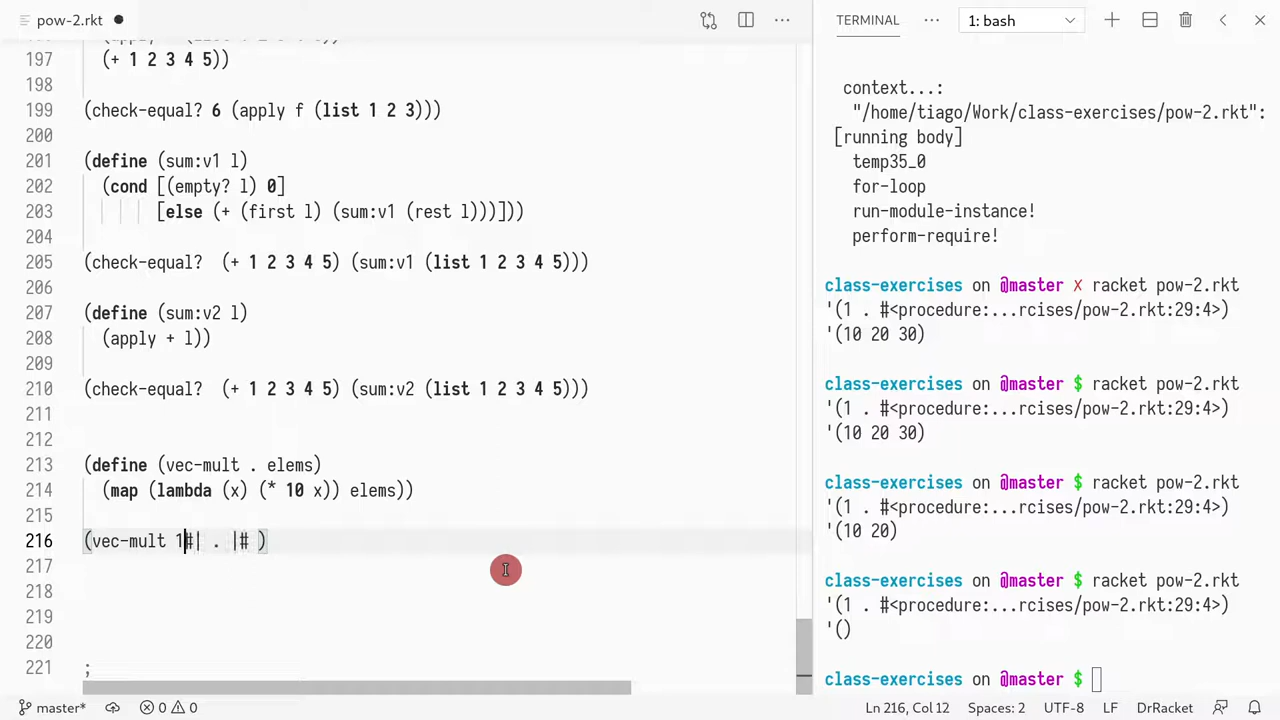 pow-2.rkt
197 (+ 1 2 3 4 5))
198
199 (check-equal? 6 (apply f (list 1 2 3)))
200
201 (define (sum:v1 l)
202 (cond [(empty? l) 0]
203 [else (+ (first l) (sum:v1 (rest l)))]))
204
205 (check-equal?  (+ 1 2 3 4 5) (sum:v1 (list 1 2 3 4 5)))
206
207 (define (sum:v2 l)
208 (apply + l))
209
210 (check-equal?  (+ 1 2 3 4 5) (sum:v2 (list 1 2 3 4 5)))
211
212
213 (define (vec-mult . elems)
214 (map (lambda (x) (* 10 x)) elems))
215
216 (vec-mult 1#| . |# )
217
218
219
220
221 ;
master*
0 0
TERMINAL
1: bash
context...:
"/home/tiago/Work/class-exercises/pow-2.rkt":
[running body]
temp35_0
for-loop
run-module-instance!
perform-require!
class-exercises on @master ✗ racket pow-2.rkt
'(1 . #<procedure:...rcises/pow-2.rkt:29:4>)
'(10 20 30)
class-exercises on @master $ racket pow-2.rkt
'(1 . #<procedure:...rcises/pow-2.rkt:29:4>)
'(10 20 30)
class-exercises on @master $ racket pow-2.rkt
'(1 . #<procedure:...rcises/pow-2.rkt:29:4>)
'(10 20)
class-exercises on @master $ racket pow-2.rkt
'(1 . #<procedure:...rcises/pow-2.rkt:29:4>)
'()
class-exercises on @master $
Ln 216, Col 12
Spaces: 2
UTF-8
LF
DrRacket